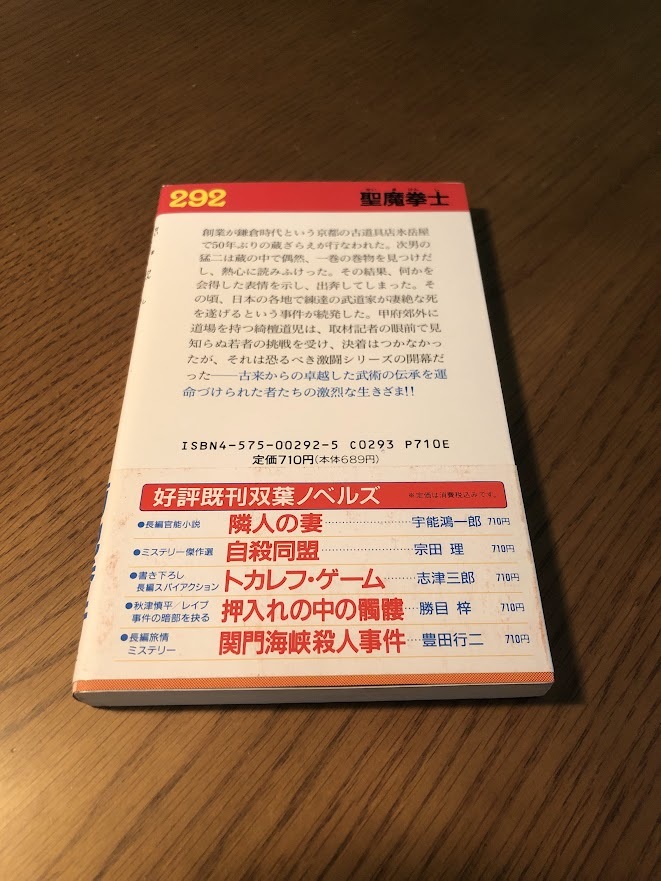 292
せいまけんし
聖魔拳士
創業が鎌倉時代という京都の古道具店氷岳屋
で50年ぶりの蔵ざらえが行なわれた。次男の
猛二は蔵の中で偶然、一巻の巻物を見つけだ
し、熱心に読みふけった。その結果、何かを
会得した表情を示し、出奔してしまった。そ
の頃、日本の各地で練達の武道家が凄絶な死
を遂げるという事件が続発した。甲府郊外に
道場を持つ綺檀道児は、取材記者の眼前で見
知らぬ若者の挑戦を受け、決着はつかなかっ
たが、それは恐るべき激闘シリーズの開幕だ
った――古来からの卓越した武術の伝承を運
命づけられた者たちの激烈な生きざま!!
ISBN4-575-00292-5 C0293 P710E
定価710円(本体689円)
好評既刊双葉ノベルズ ※定価は消費税込みです。
●長編官能小説 隣人の妻……………宇能鴻一郎 710円
●ミステリー傑作選 自殺同盟……………宗田 理 710円
●書き下ろし長編スパイアクション トカレフ・ゲーム……志津三郎 710円
●秋津慎平/レイプ事件の暗部を抉る 押入れの中の髑髏…勝目 梓 710円
●長編旅情ミステリー 関門海峡殺人事件…豊田行二 710円